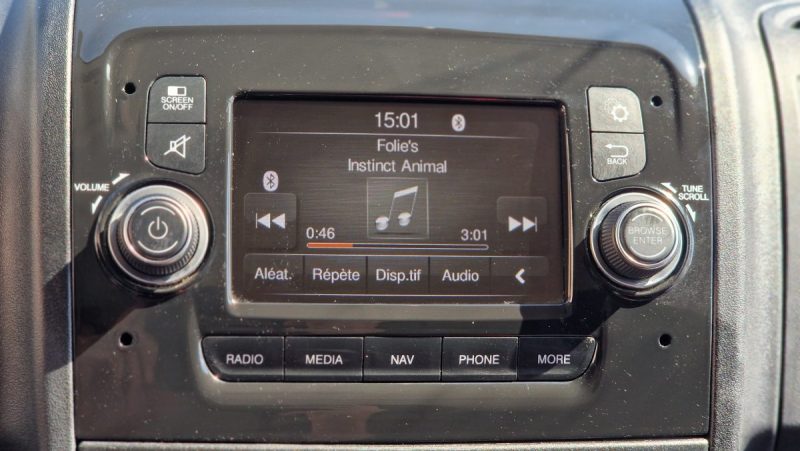 SCREEN
ON/OFF
VOLUME
15:01
Folie's
Instinct Animal
0:46 3:01
Aléat. Répète Disp.tif Audio
BACK
TUNE
SCROLL
BROWSE
ENTER
RADIO MEDIA NAV PHONE MORE